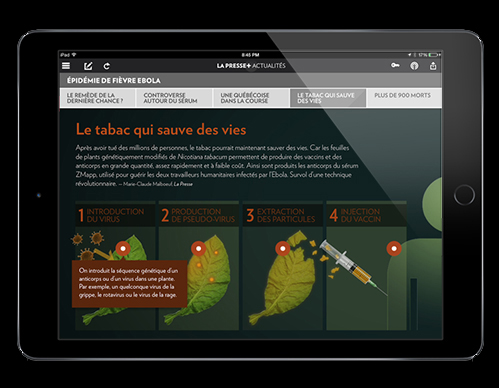 iPad
8:45 PM
100%
LA PRESSE+ ACTUALITÉS
ÉPIDÉMIE DE FIÈVRE EBOLA
LE REMÈDE DE LA
DERNIÈRE CHANCE ?
CONTROVERSE
AUTOUR DU SÉRUM
UNE QUÉBÉCOISE
DANS LA COURSE
LE TABAC QUI SAUVE
DES VIES
PLUS DE 900 MORTS
Le tabac qui sauve des vies
Après avoir tué des millions de personnes, le tabac pourrait maintenant sauver des vies. Car les feuilles
de plants génétiquement modifiés de Nicotiana tabacum permettent de produire des vaccins et des
anticorps en grande quantité, assez rapidement et à faible coût. Ainsi sont produits les anticorps du sérum
ZMapp, utilisé pour guérir les deux travailleurs humanitaires infectés par l'Ebola. Survol d'une technique
révolutionnaire. — Marie-Claude Malboeuf, La Presse
1 INTRODUCTION
DU VIRUS
2 PRODUCTION
DE PSEUDO-VIRUS
3 EXTRACTION
DES PARTICULES
4 INJECTION
DU VACCIN
On introduit la séquence génétique d'un
anticorps ou d'un virus dans une plante.
Par exemple, un quelconque virus de la
grippe, le rotavirus ou le virus de la rage.